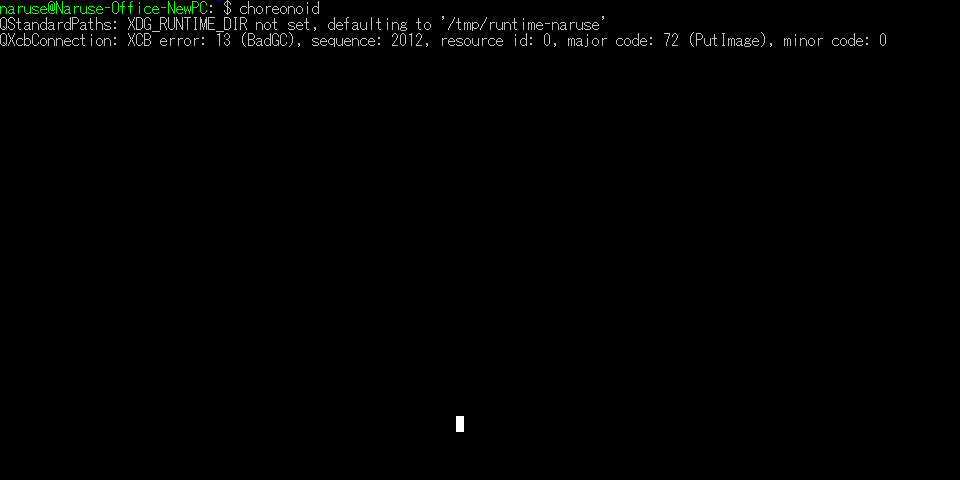 naruse@Naruse-Office-NewPC:~$ choreonoid
QStandardPaths: XDG_RUNTIME_DIR not set, defaulting to '/tmp/runtime-naruse'
QXcbConnection: XCB error: 13 (BadGC), sequence: 2012, resource id: 0, major code: 72 (PutImage), minor code: 0